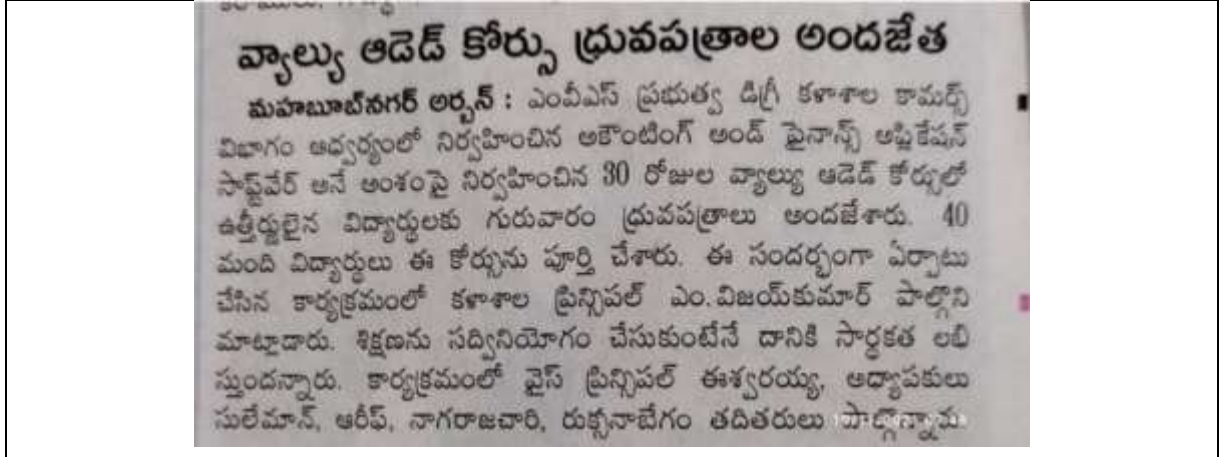 వ్యాల్యు ఆడెడ్ కోర్సు ధ్రువపత్రాల అందజేత
మహబూబ్‌నగర్ అర్బన్ : ఎంవీఎస్ ప్రభుత్వ డిగ్రీ కళాశాల కామర్స్
విభాగం ఆధ్వర్యంలో నిర్వహించిన అకౌంటింగ్ అండ్ ఫైనాన్స్ అప్లికేషన్
సాఫ్ట్‌వేర్ అనే అంశంపై నిర్వహించిన 30 రోజుల వ్యాల్యు ఆడెడ్ కోర్సులో
ఉత్తీర్ణులైన విద్యార్థులకు గురువారం ధ్రువపత్రాలు అందజేశారు. 40
మంది విద్యార్థులు ఈ కోర్సును పూర్తి చేశారు. ఈ సందర్భంగా ఏర్పాటు
చేసిన కార్యక్రమంలో కళాశాల ప్రిన్సిపల్ ఎం.విజయ్‌కుమార్ పాల్గొని
మాట్లాడారు. శిక్షణను సద్వినియోగం చేసుకుంటేనే దానికి సార్థకత లభి
స్తుందన్నారు. కార్యక్రమంలో వైస్ ప్రిన్సిపల్ ఈశ్వరయ్య, అధ్యాపకులు
సులేమాన్, ఆరీఫ్, నాగరాజచారి, రుక్సనాబేగం తదితరులు పాల్గొన్నారు